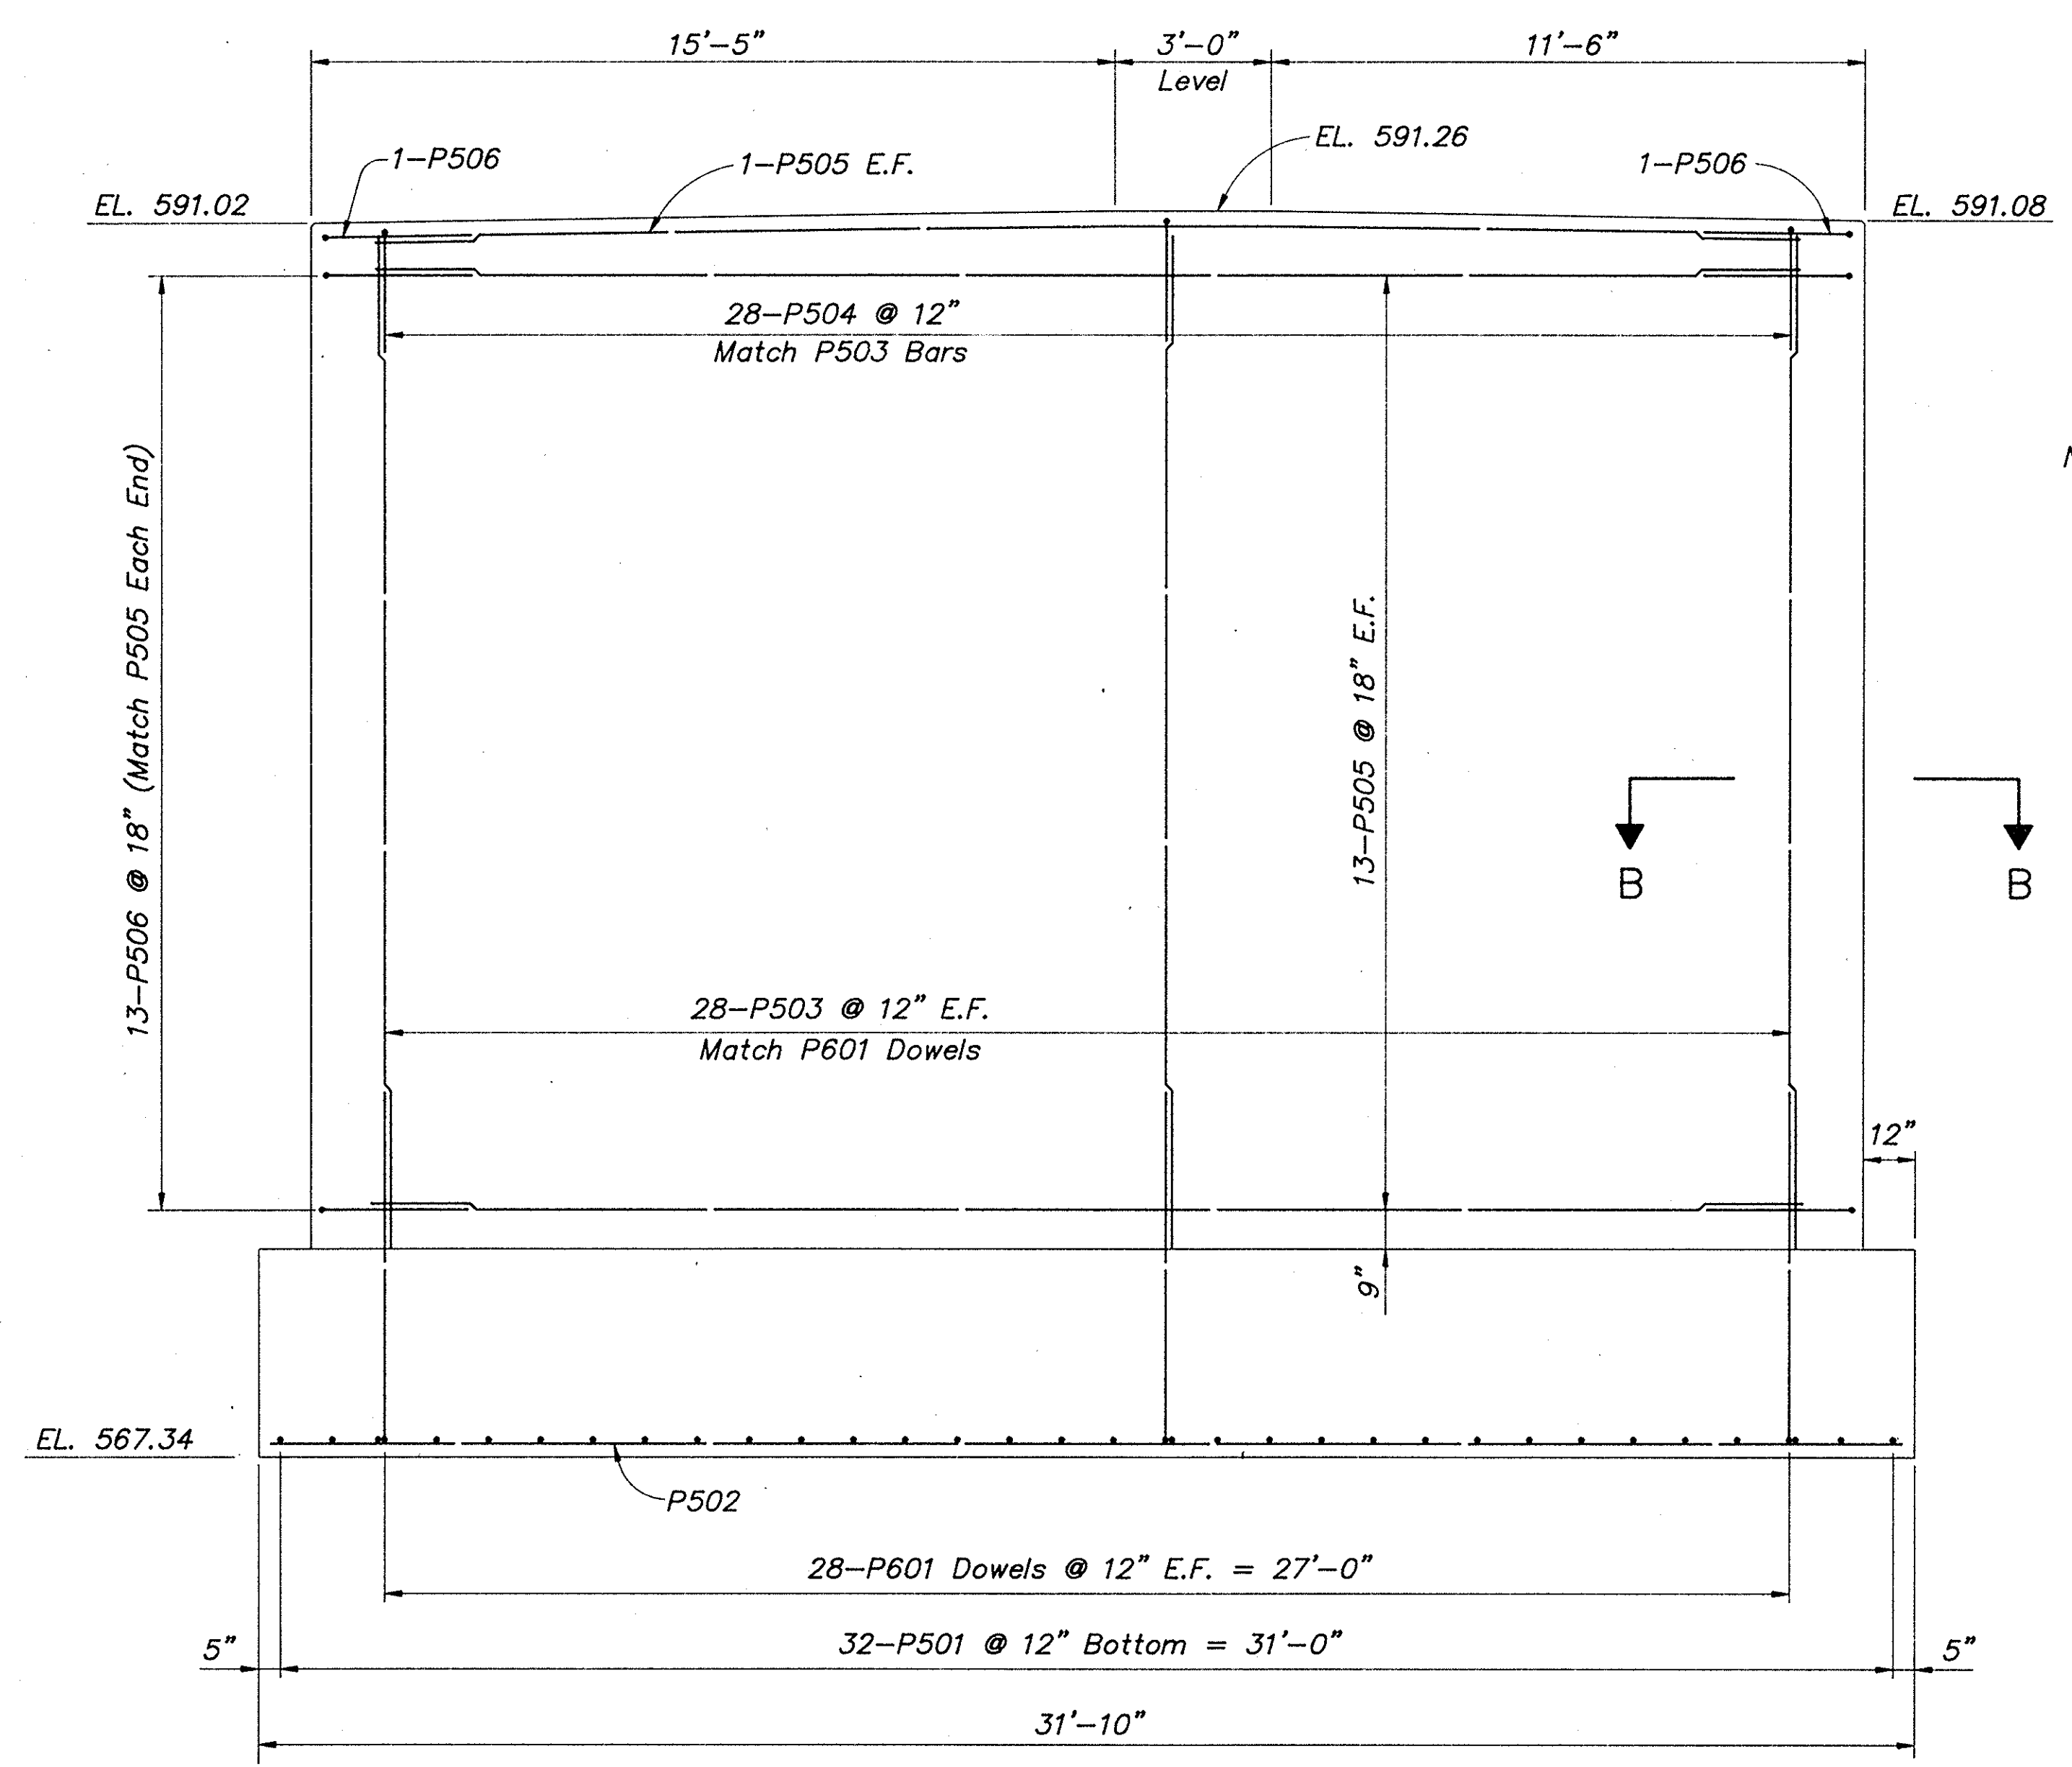 15'-5"
3'-0"
Level
11'-6"
EL. 591.26
1-P506
1-P505 E.F.
1-P506
EL. 591.02
EL. 591.08
28-P504 @ 12"
Match P503 Bars
13-P506 @ 18" (Match P505 Each End)
13-P505 @ 18" E.F.
B
B
28-P503 @ 12" E.F.
Match P601 Dowels
12"
9"
EL. 567.34
P502
28-P601 Dowels @ 12" E.F. = 27'-0"
32-P501 @ 12" Bottom = 31'-0"
5"
5"
31'-10"